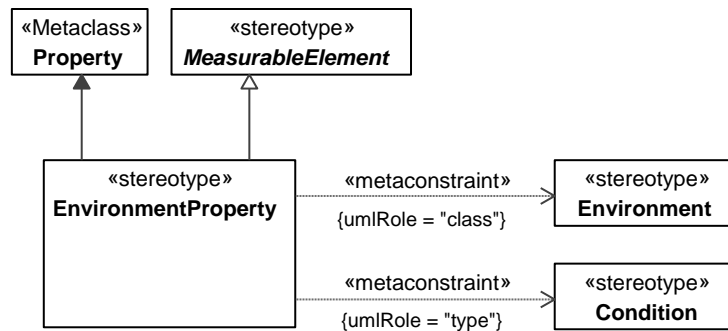 «Metaclass»
Property
«stereotype»
MeasurableElement
«stereotype»
EnvironmentProperty
«metaconstraint»
{umlRole = "class"}
«stereotype»
Environment
«metaconstraint»
{umlRole = "type"}
«stereotype»
Condition